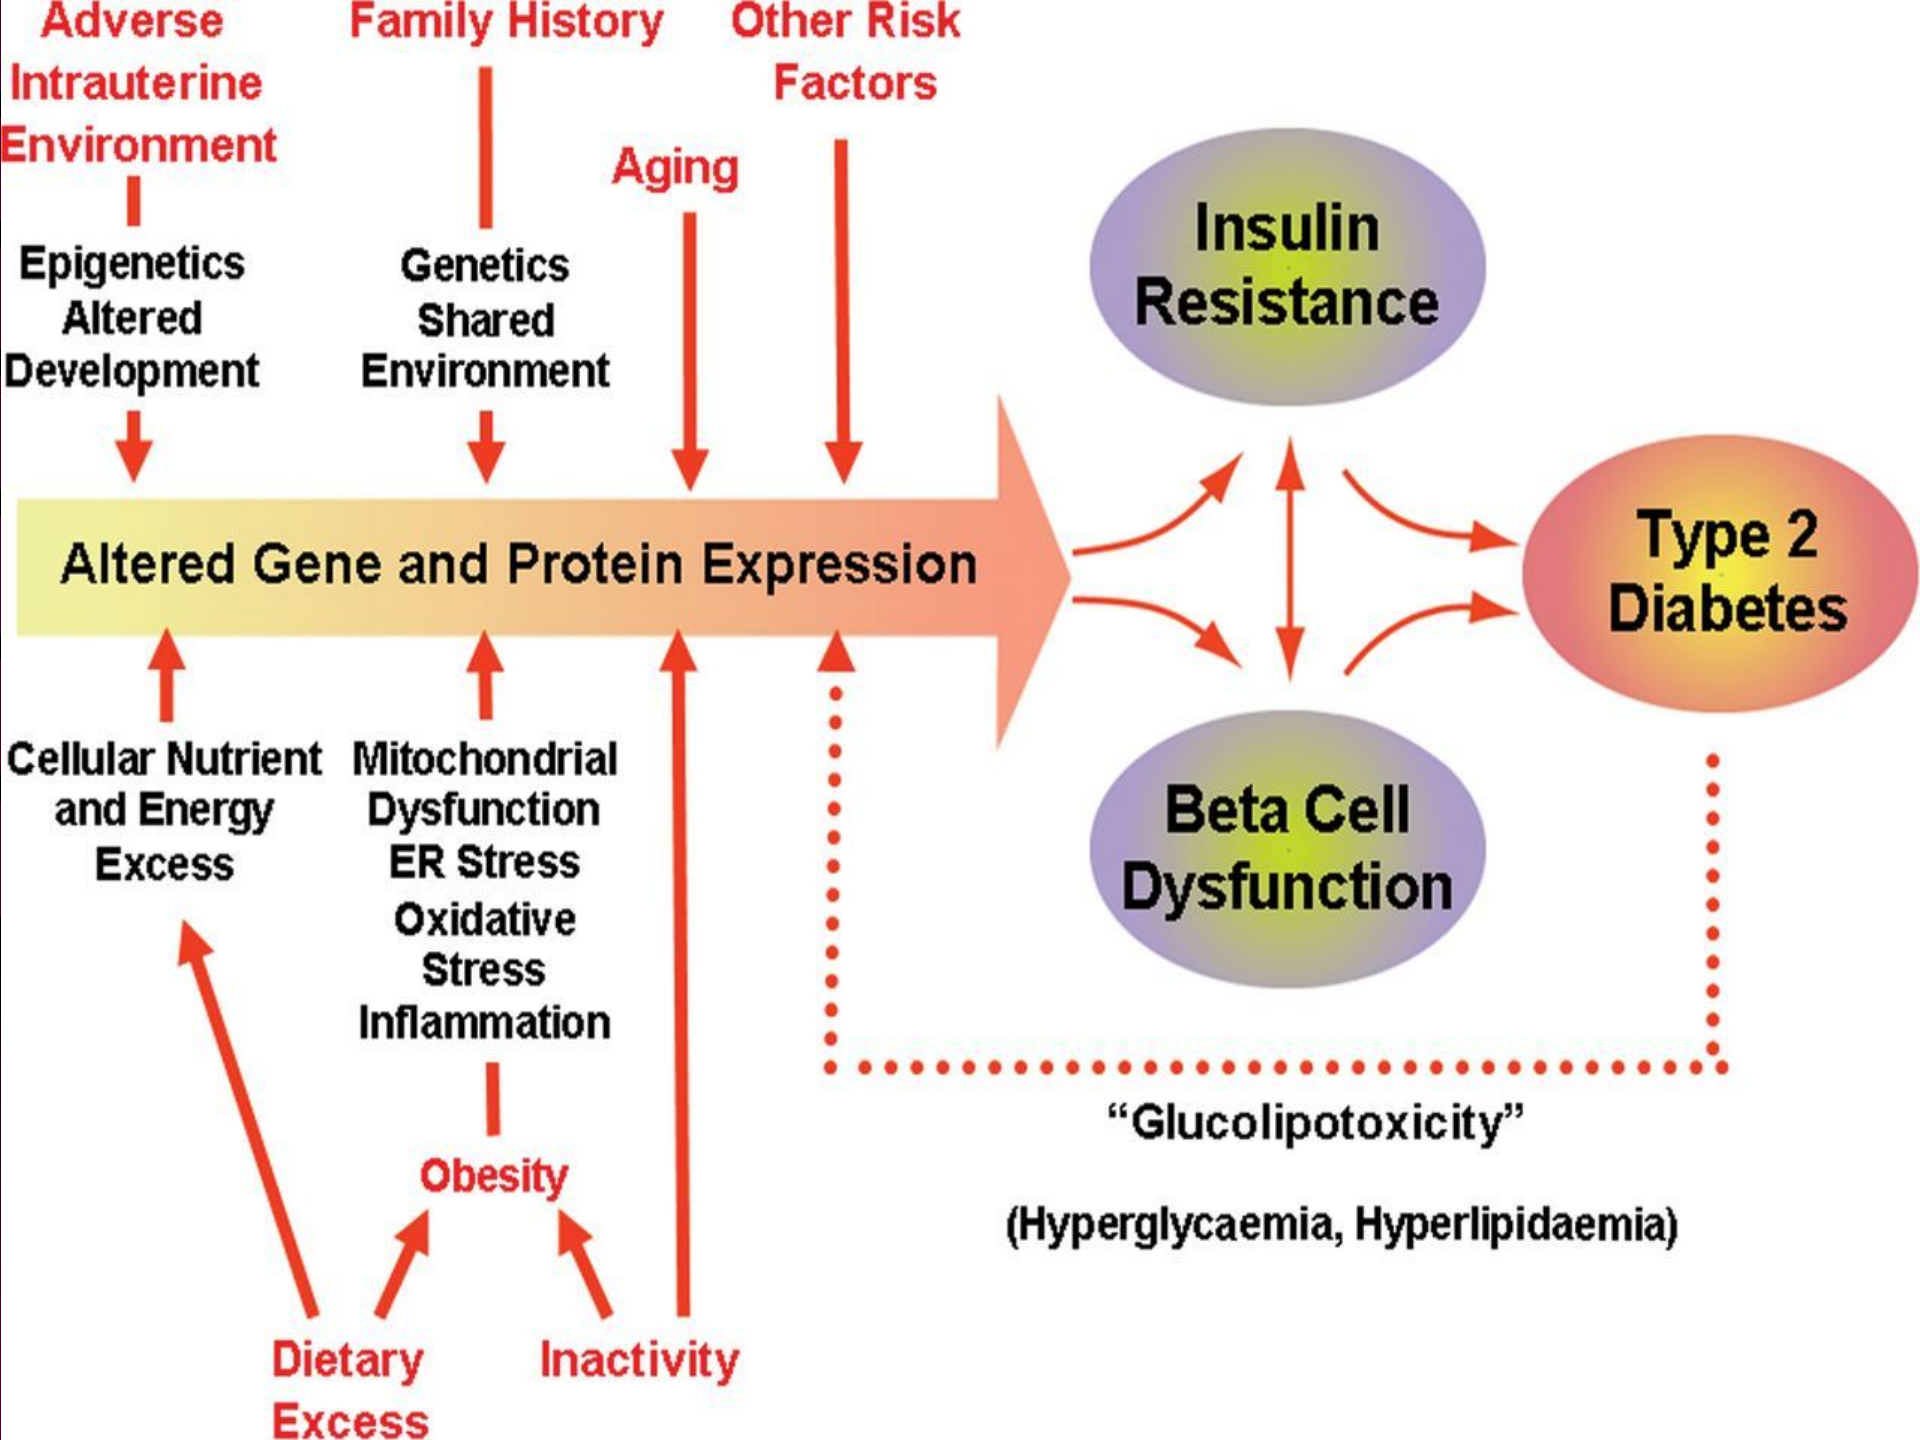 Adverse
Intrauterine
Environment
Family History
Other Risk
Factors
Aging
Epigenetics
Altered
Development
Genetics
Shared
Environment
Insulin
Resistance
Altered Gene and Protein Expression
Type 2
Diabetes
Cellular Nutrient
and Energy
Excess
Mitochondrial
Dysfunction
ER Stress
Oxidative
Stress
Inflammation
Beta Cell
Dysfunction
“Glucolipotoxicity”
(Hyperglycaemia, Hyperlipidaemia)
Obesity
Dietary
Excess
Inactivity